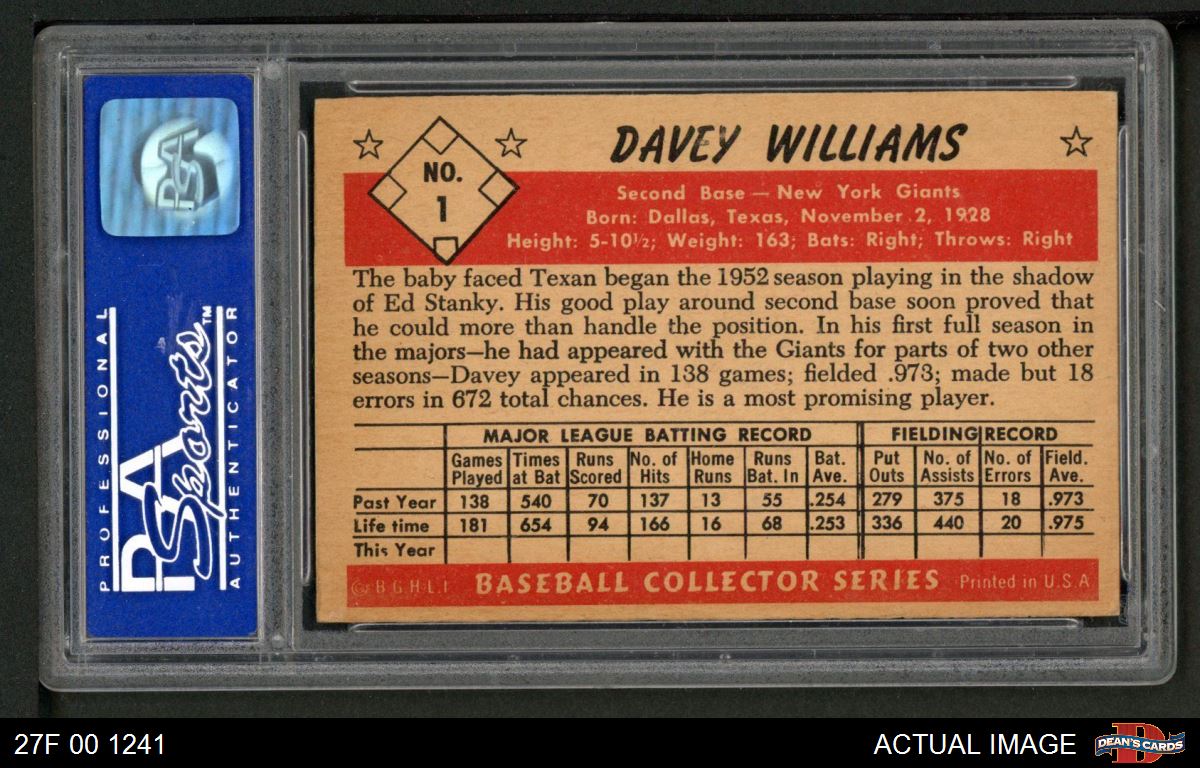 PSA
PROFESSIONAL
PSA
Sports™
AUTHENTICATOR
NO.
1
DAVEY WILLIAMS
Second Base — New York Giants
Born: Dallas, Texas, November 2, 1928
Height: 5-10½; Weight: 163; Bats: Right; Throws: Right
The baby faced Texan began the 1952 season playing in the shadow
of Ed Stanky. His good play around second base soon proved that
he could more than handle the position. In his first full season in
the majors—he had appeared with the Giants for parts of two other
seasons—Davey appeared in 138 games; fielded .973; made but 18
errors in 672 total chances. He is a most promising player.
MAJOR LEAGUE BATTING RECORD FIELDING RECORD
Games Times Runs No. of Home Runs Bat. Put No. of No. of Field.
Played at Bat Scored Hits Runs Bat. In Ave. Outs Assists Errors Ave.
Past Year 138 540 70 137 13 55 .254 279 375 18 .973
Life time 181 654 94 166 16 68 .253 336 440 20 .975
This Year
© B.G.H.L.I. BASEBALL COLLECTOR SERIES Printed in U.S.A
27F 00 1241
ACTUAL IMAGE
D
DEAN'S CARDS